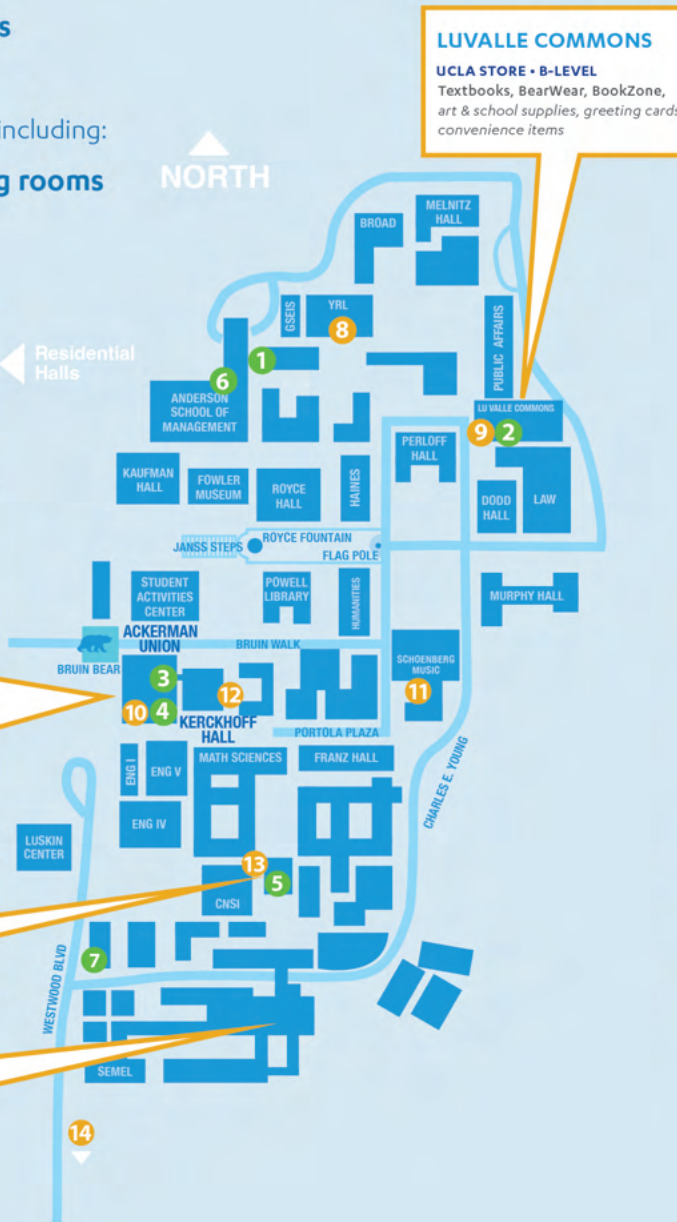 s
including:
g rooms
NORTH
LUVALLE COMMONS
UCLA STORE • B-LEVEL
Textbooks, BearWear, BookZone,
art & school supplies, greeting cards
convenience items
MELNITZ
HALL
BROAD
GSEIS
YRL
8
PUBLIC AFFAIRS
Residential
Halls
1
6
ANDERSON
SCHOOL OF
MANAGEMENT
LU VALLE COMMONS
9
2
PERLOFF
HALL
KAUFMAN
HALL
FOWLER
MUSEUM
ROYCE
HALL
HAINES
DODD
HALL
LAW
JANSS STEPS
ROYCE FOUNTAIN
FLAG POLE
STUDENT
ACTIVITIES
CENTER
POWELL
LIBRARY
HUMANITIES
MURPHY HALL
ACKERMAN
UNION
BRUIN WALK
BRUIN BEAR
SCHOENBERG
MUSIC
3
12
11
10
4
KERCKHOFF
HALL
PORTOLA PLAZA
ENG I
ENG V
MATH SCIENCES
FRANZ HALL
CHARLES E. YOUNG
ENG IV
LUSKIN
CENTER
13
5
CNSI
7
WESTWOOD BLVD
SEMEL
14